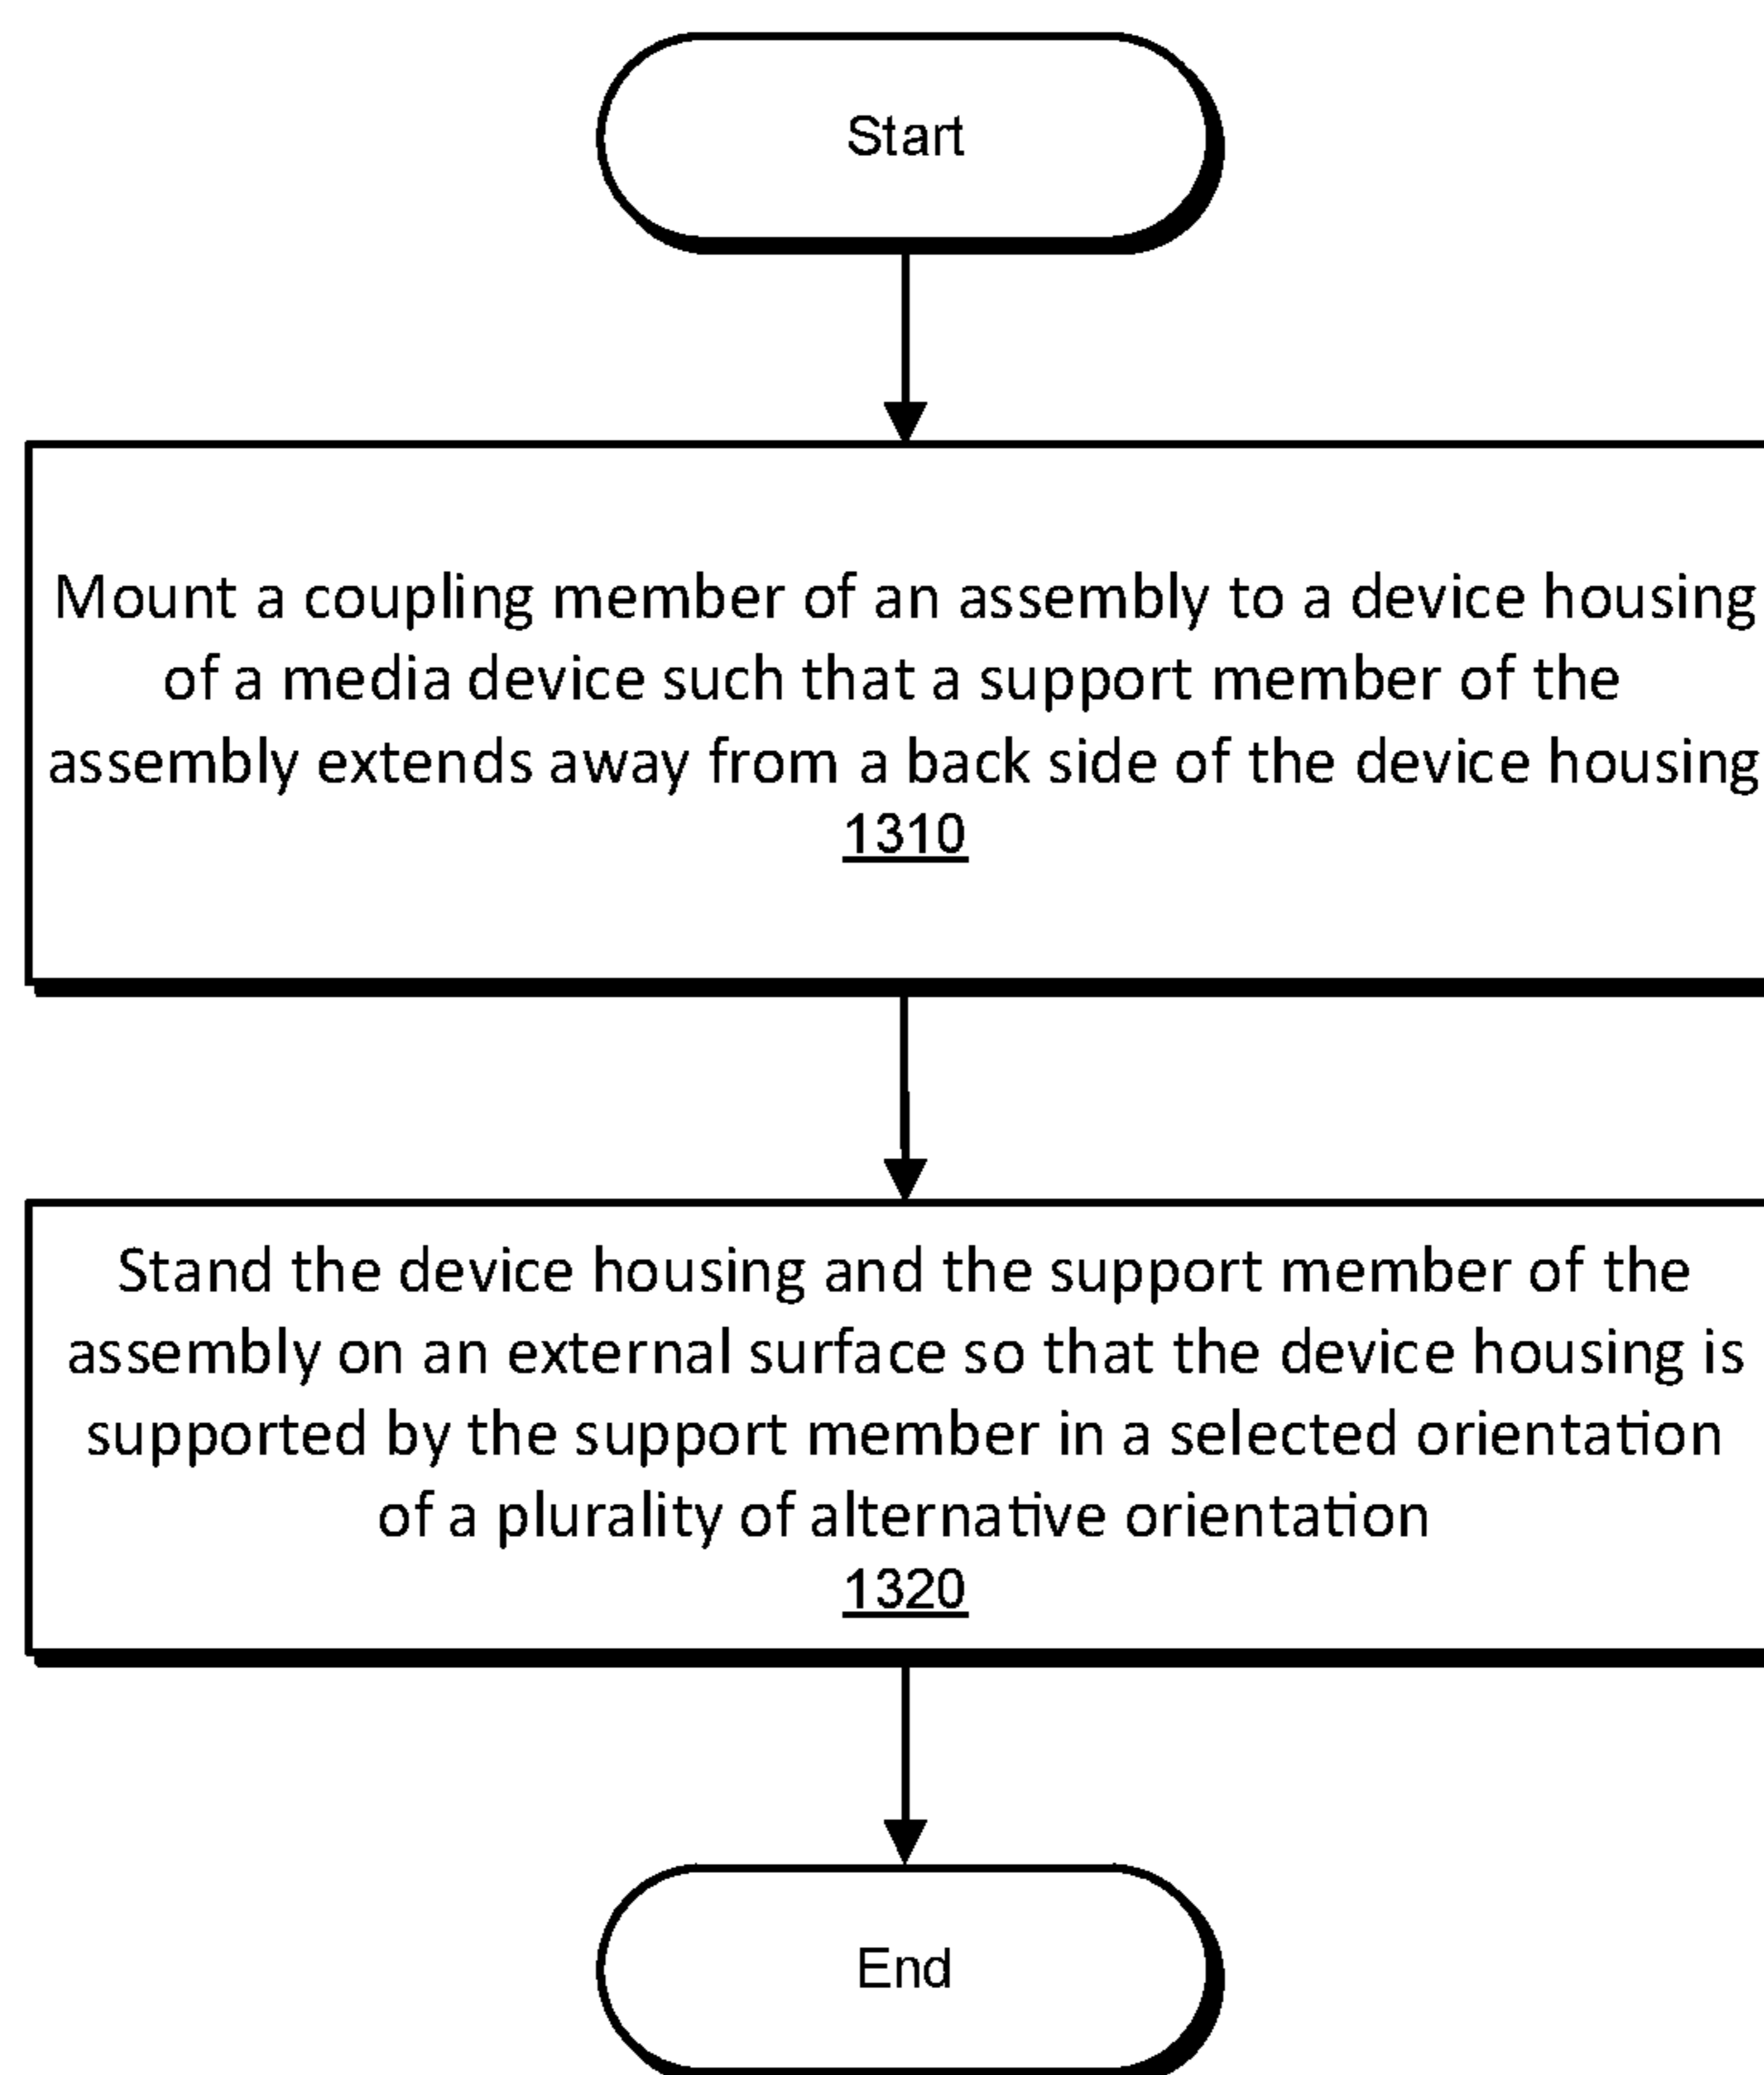 Start
Mount a coupling member of an assembly to a device housing
of a media device such that a support member of the
assembly extends away from a back side of the device housing
1310
Stand the device housing and the support member of the
assembly on an external surface so that the device housing is
supported by the support member in a selected orientation
of a plurality of alternative orientation
1320
End